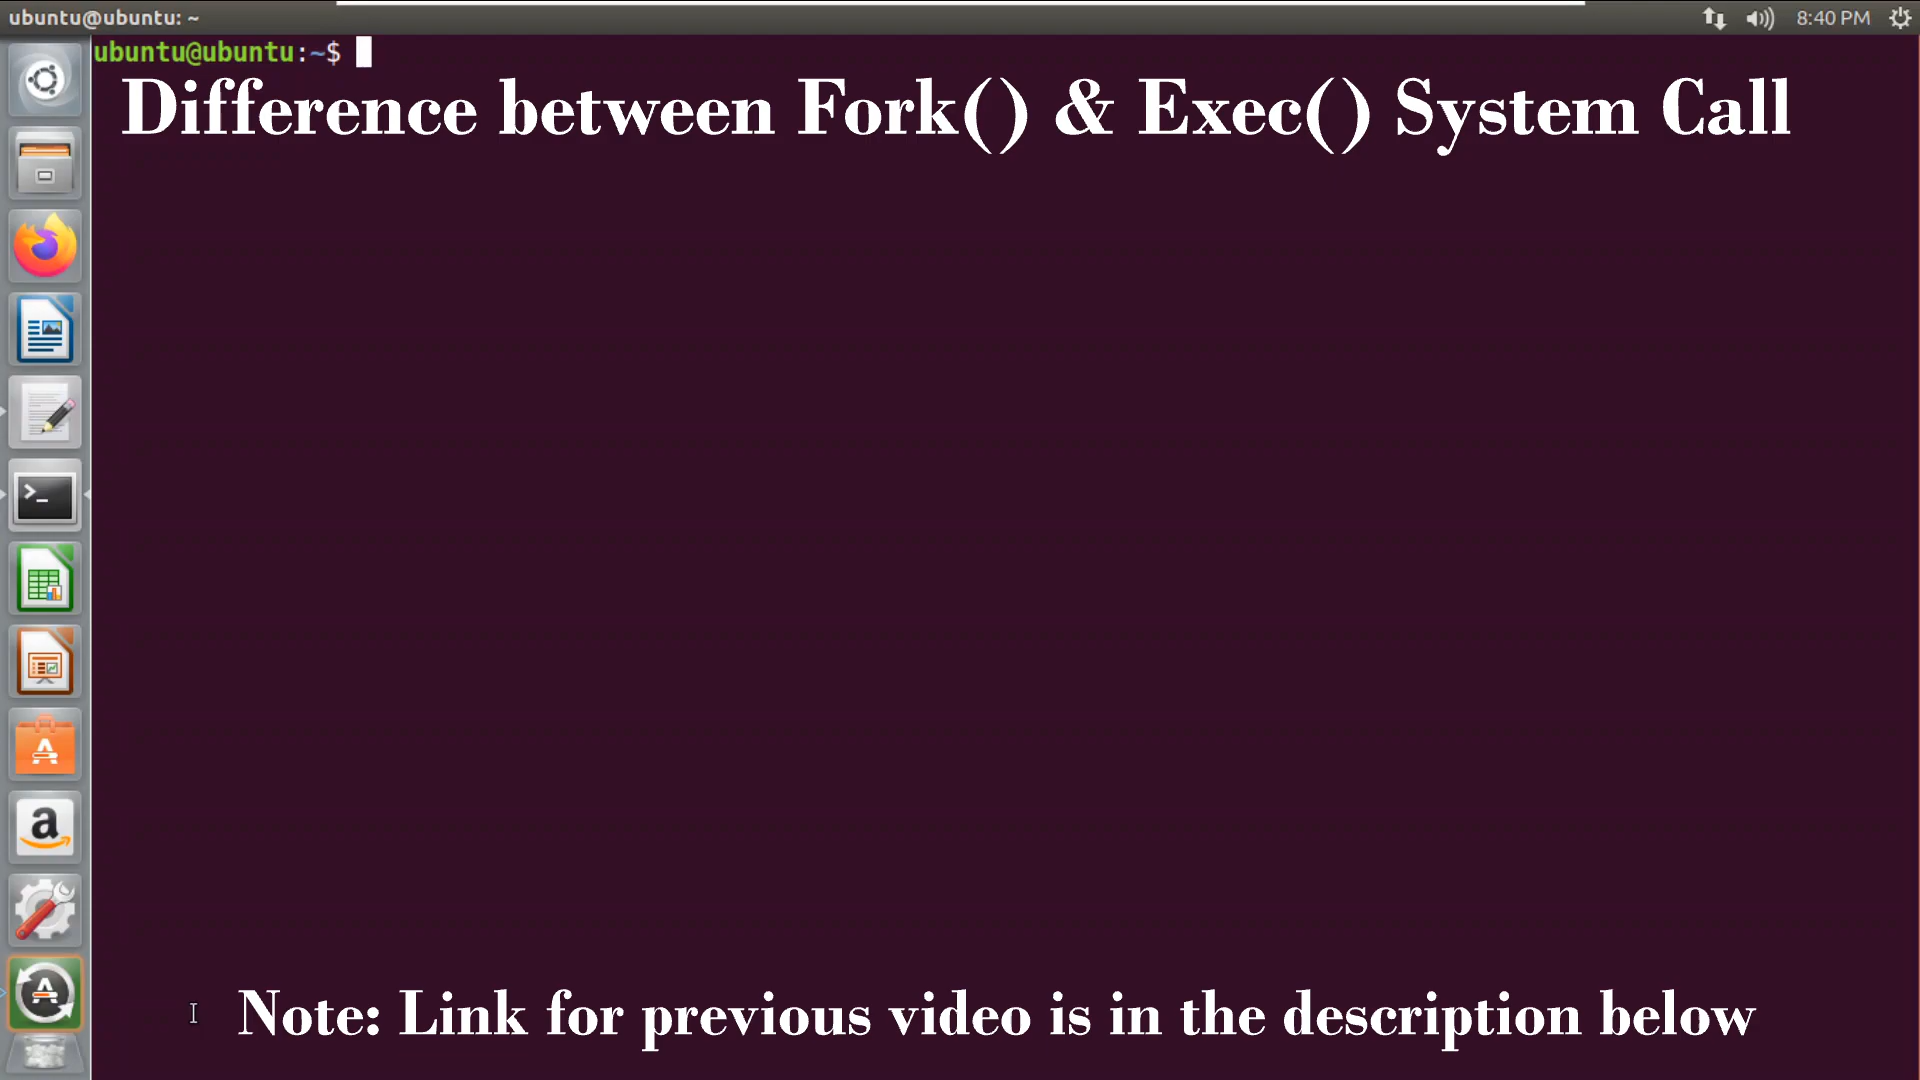 ubuntu@ubuntu: ~
8:40 PM
ubuntu@ubuntu:~$
Difference between Fork() & Exec() System Call
Note: Link for previous video is in the description below